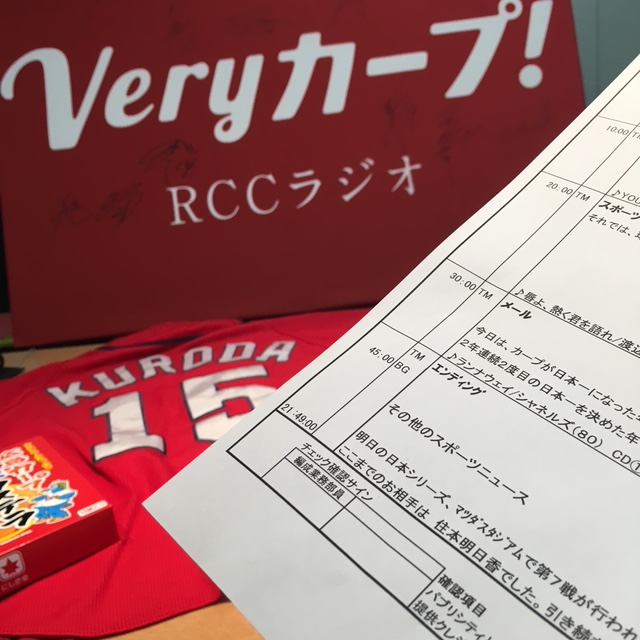 Veryカープ!
RCCラジオ
KURODA
15
10:00
20:00 TM
♪YOU
スポーツ
それでは、
30:00 TM
♪唇よ、熱く君を語れ/渡辺
メール
今日は、カープが日本一になった
2年連続2度目の日本一を決めた年
45:00 TM
BG
♪ランナウェイ/シャネルズ(80) CD
エンディング
その他のスポーツニュース
明日の日本シリーズ、マツダスタジアムで第7戦が行われ
ここまでのお相手は 住本明日香でした。引き続
21:49:00
チェック確認サイン
編成業務部員
確認項目
パブリシティ
提供クレ